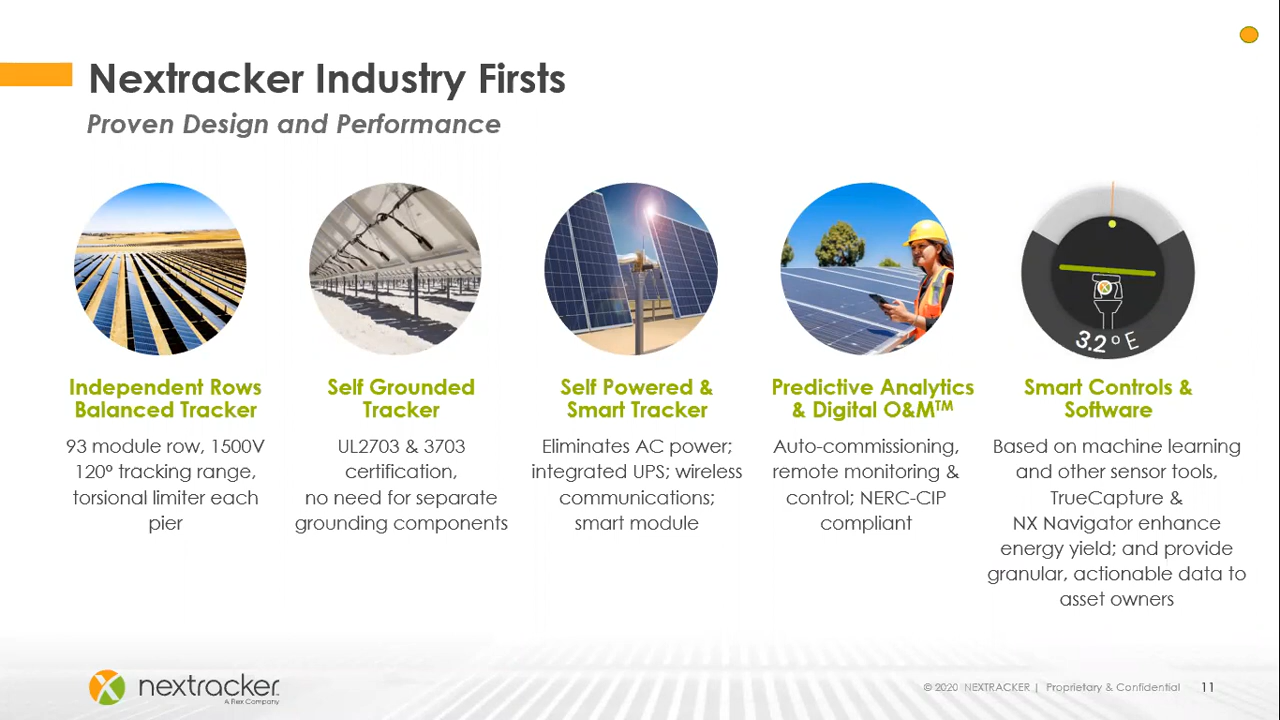 Nextracker Industry Firsts
Proven Design and Performance
3.2° E
Independent Rows
Balanced Tracker
93 module row, 1500V
120º tracking range,
torsional limiter each
pier
Self Grounded
Tracker
UL2703 & 3703
certification,
no need for separate
grounding components
Self Powered &
Smart Tracker
Eliminates AC power;
integrated UPS; wireless
communications;
smart module
Predictive Analytics
& Digital O&M™
Auto-commissioning,
remote monitoring &
control; NERC-CIP
compliant
Smart Controls &
Software
Based on machine learning
and other sensor tools,
TrueCapture &
NX Navigator enhance
energy yield; and provide
granular, actionable data to
asset owners
nextracker.
A Flex Company
© 2020 NEXTRACKER | Proprietary & Confidential 11